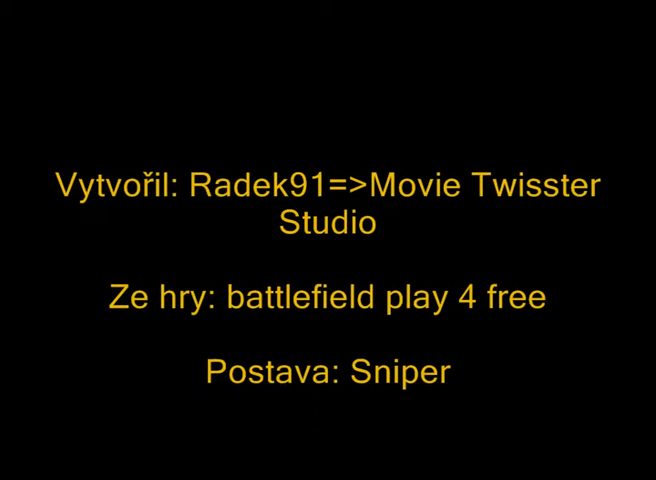 Vytvořil: Radek91=>Movie Twisster
Studio
Ze hry: battlefield play 4 free
Postava: Sniper